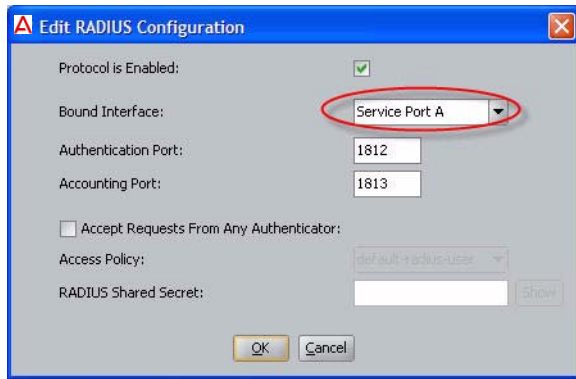 Edit RADIUS Configuration
Protocol is Enabled:
Bound Interface: Service Port A
Authentication Port: 1812
Accounting Port: 1813
Accept Requests From Any Authenticator:
Access Policy: default-radius-user
RADIUS Shared Secret: Show
OK Cancel